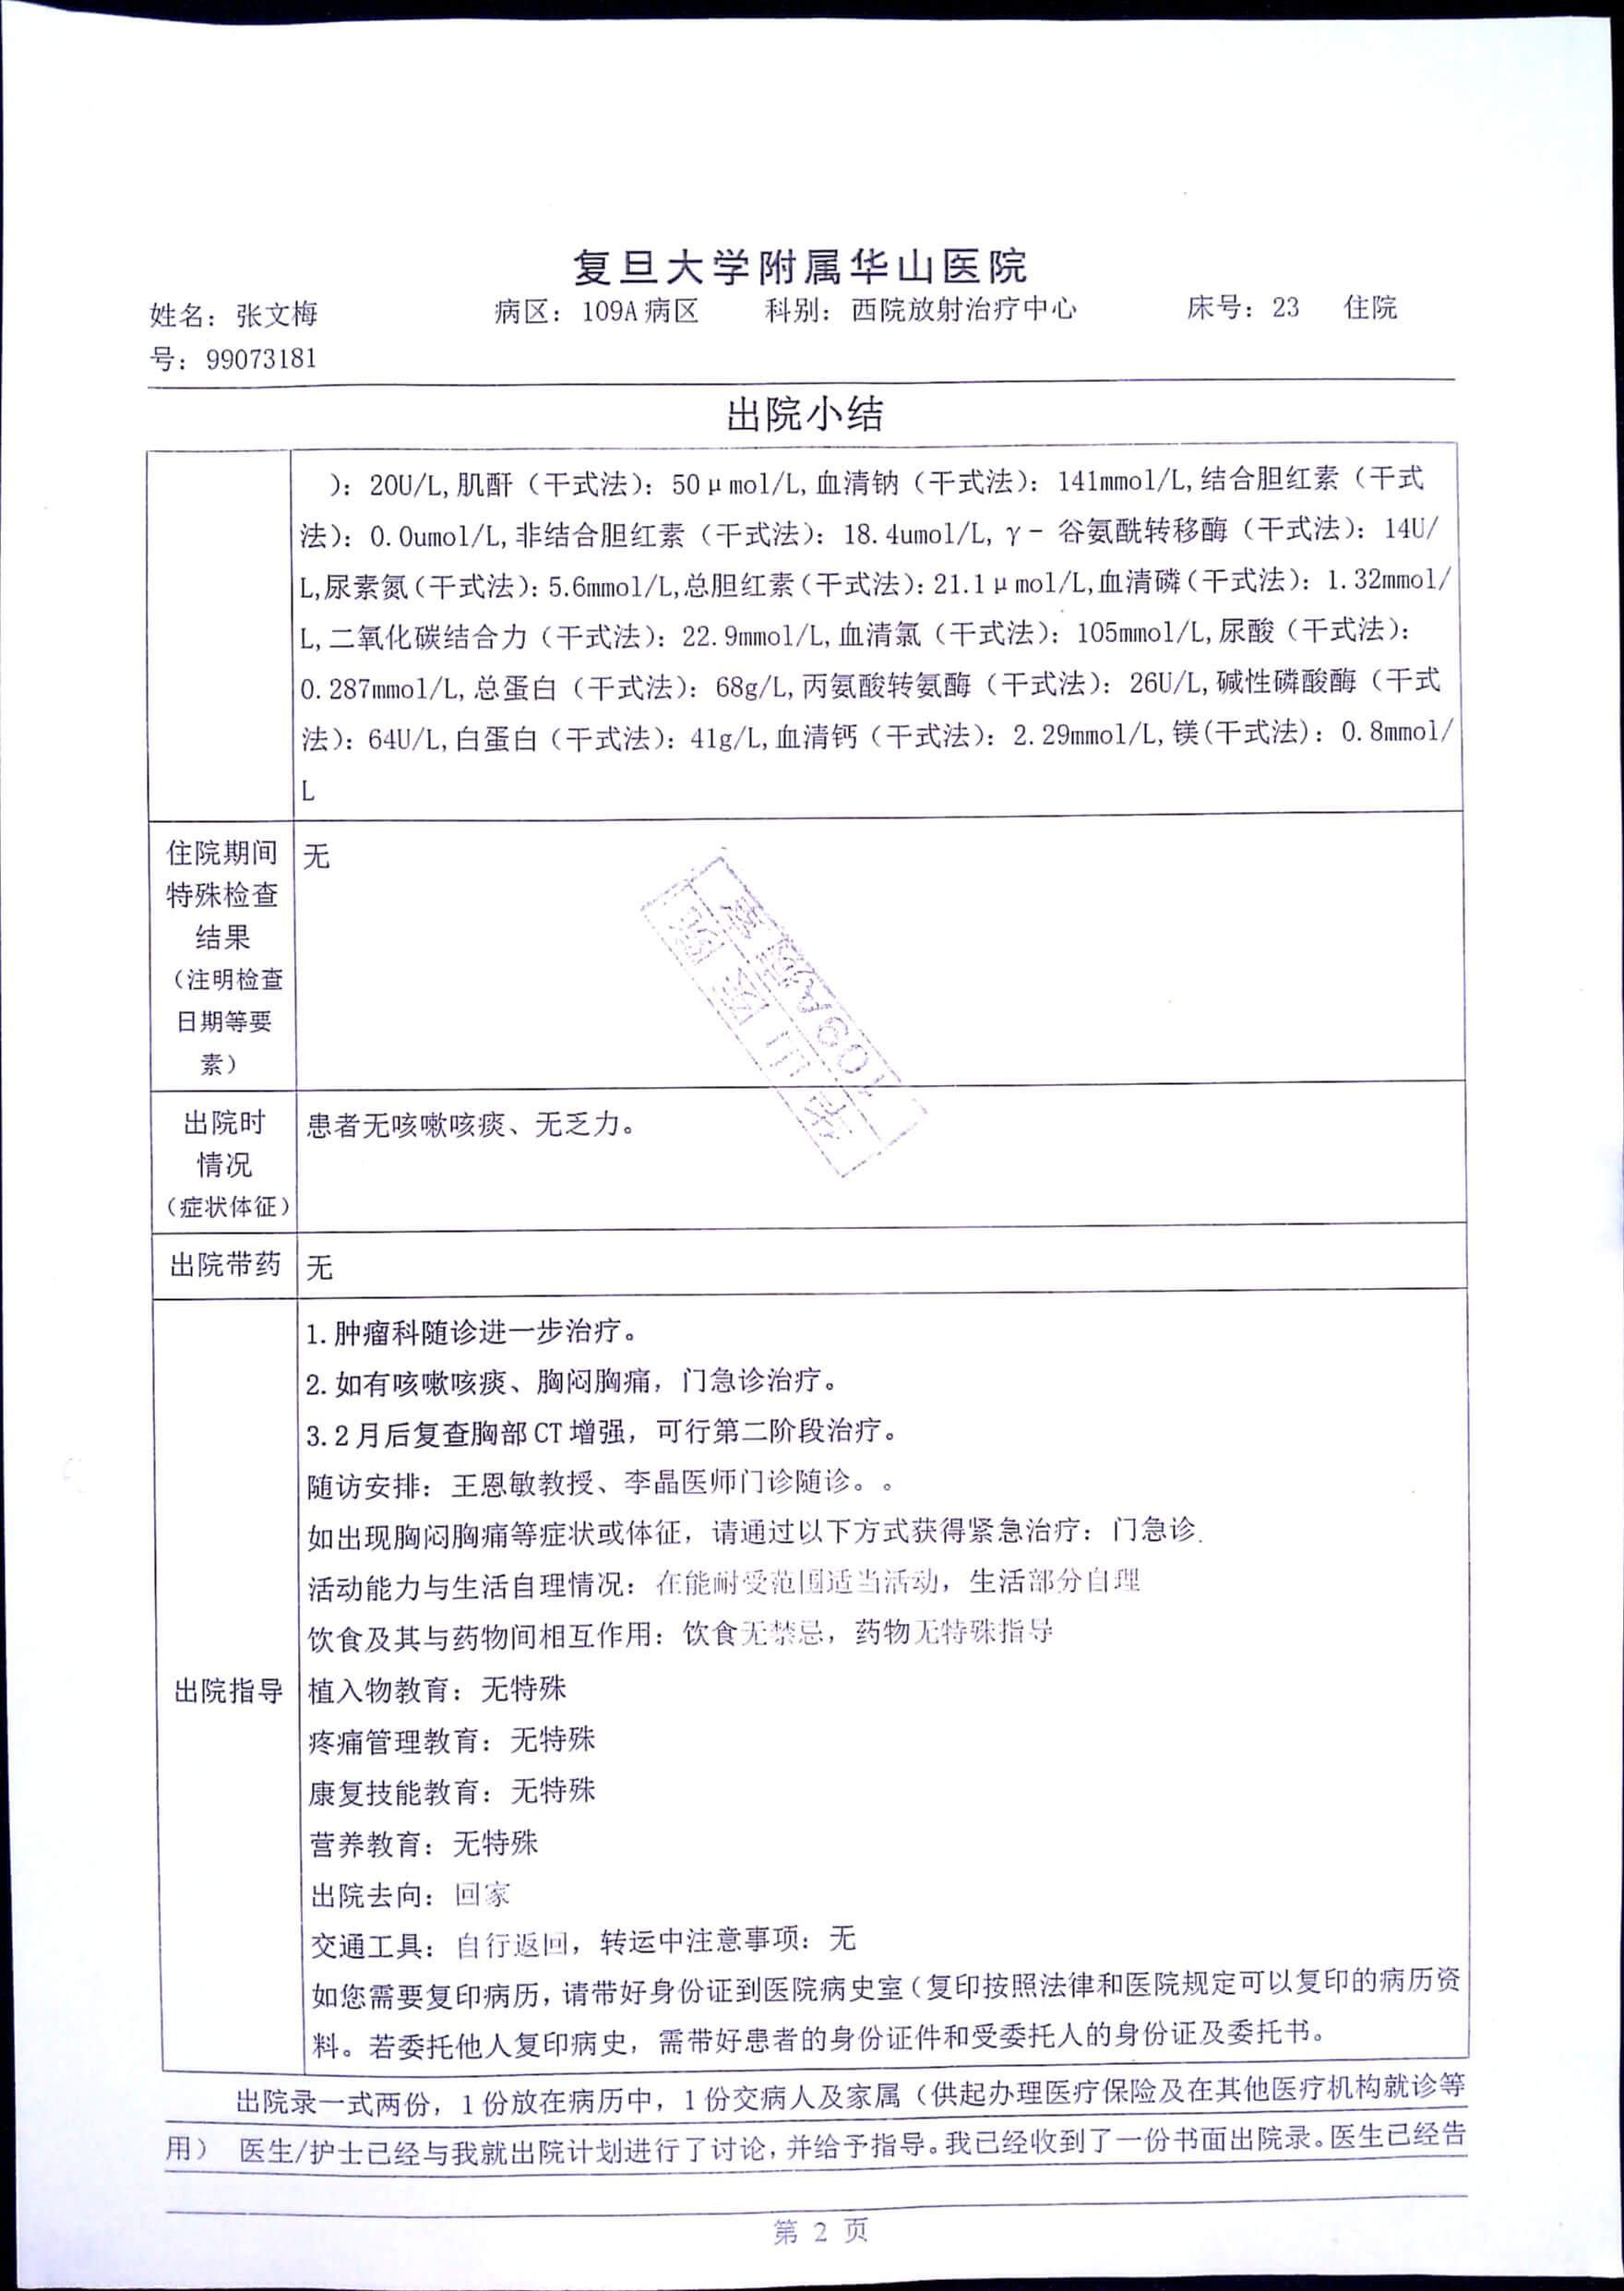 复旦大学附属华山医院
姓名：张文梅 病区：109A病区 科别：西院放射治疗中心 床号：23 住院
号：99073181
出院小结
）：20U/L,肌酐（干式法）：50μmol/L,血清钠（干式法）：141mmol/L,结合胆红素（干式
法）：0.0umol/L,非结合胆红素（干式法）：18.4umol/L,γ-谷氨酰转移酶（干式法）：14U/
L,尿素氮（干式法）：5.6mmol/L,总胆红素（干式法）：21.1μmol/L,血清磷（干式法）：1.32mmol/
L,二氧化碳结合力（干式法）：22.9mmol/L,血清氯（干式法）：105mmol/L,尿酸（干式法）：
0.287mmol/L,总蛋白（干式法）：68g/L,丙氨酸转氨酶（干式法）：26U/L,碱性磷酸酶（干式
法）：64U/L,白蛋白（干式法）：41g/L,血清钙（干式法）：2.29mmol/L,镁(干式法)：0.8mmol/
L
住院期间
特殊检查
结果
（注明检查
日期等要
素）
无
出院时
情况
（症状体征）
患者无咳嗽咳痰、无乏力。
出院带药
无
出院指导
1.肿瘤科随诊进一步治疗。
2.如有咳嗽咳痰、胸闷胸痛，门急诊治疗。
3.2月后复查胸部CT增强，可行第二阶段治疗。
随访安排：王恩敏教授、李晶医师门诊随诊。。
如出现胸闷胸痛等症状或体征，请通过以下方式获得紧急治疗：门急诊.
活动能力与生活自理情况：在能耐受范围适当活动，生活部分自理
饮食及其与药物间相互作用：饮食无禁忌，药物无特殊指导
植入物教育：无特殊
疼痛管理教育：无特殊
康复技能教育：无特殊
营养教育：无特殊
出院去向：回家
交通工具：自行返回，转运中注意事项：无
如您需要复印病历，请带好身份证到医院病史室（复印按照法律和医院规定可以复印的病历资
料。若委托他人复印病史，需带好患者的身份证件和受委托人的身份证及委托书。
出院录一式两份，1份放在病历中，1份交病人及家属（供起办理医疗保险及在其他医疗机构就诊等
用） 医生/护士已经与我就出院计划进行了讨论，并给予指导。我已经收到了一份书面出院录。医生已经告
第 2 页